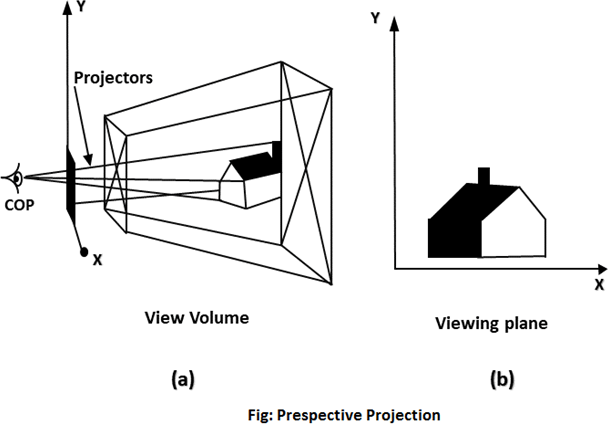 Y
Projectors
COP
X
View Volume
(a)
Y
X
Viewing plane
(b)
Fig: Prespective Projection